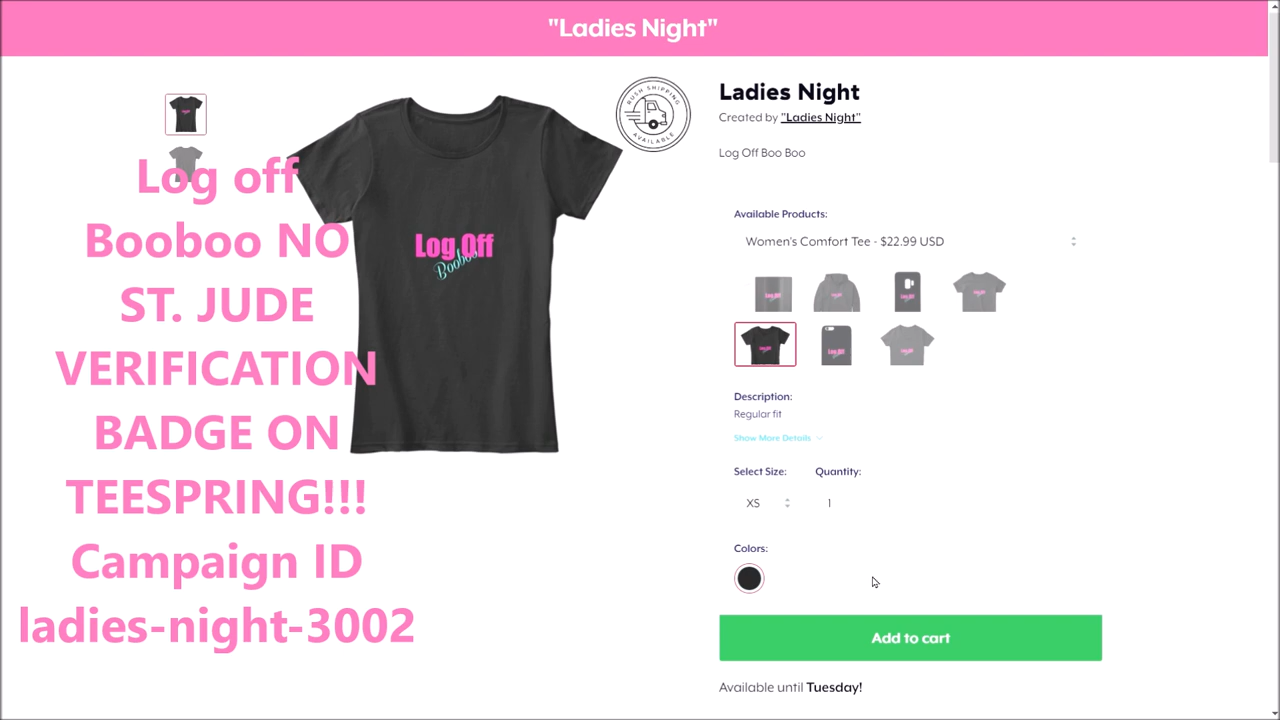 "Ladies Night"
RUSH SHIPPING
AVAILABLE
Log Off
Booboo
Log off
Booboo NO
ST. JUDE
VERIFICATION
BADGE ON
TEESPRING!!!
Campaign ID
ladies-night-3002
Ladies Night
Created by "Ladies Night"
Log Off Boo Boo
Available Products:
Women's Comfort Tee - $22.99 USD
Description:
Regular fit
Show More Details
Select Size: Quantity:
XS 1
Colors:
Add to cart
Available until Tuesday!